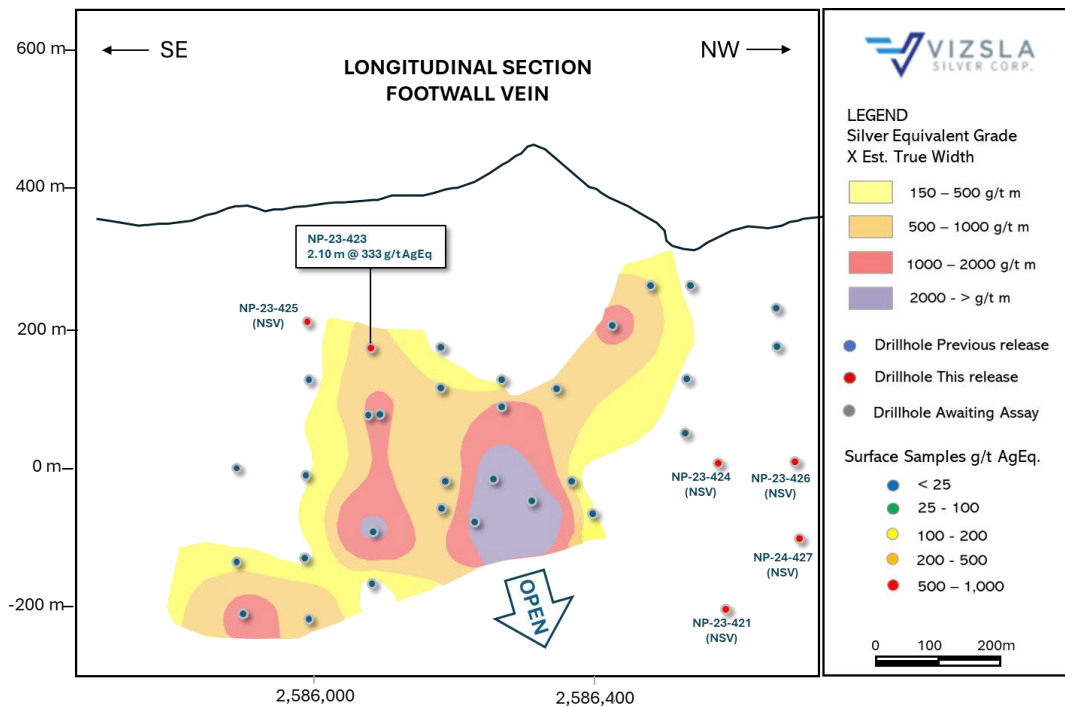 600 m
SE
NW
LONGITUDINAL SECTION
FOOTWALL VEIN
400 m
NP-23-423
2.10 m @ 333 g/t AgEq
NP-23-425
(NSV)
200 m
0 m
NP-23-424
(NSV)
NP-23-426
(NSV)
NP-24-427
(NSV)
OPEN
-200 m
NP-23-421
(NSV)
2,586,000
2,586,400
VIZSLA
SILVER CORP.
LEGEND
Silver Equivalent Grade
X Est. True Width
150 – 500 g/t m
500 – 1000 g/t m
1000 – 2000 g/t m
2000 - > g/t m
Drillhole Previous release
Drillhole This release
Drillhole Awaiting Assay
Surface Samples g/t AgEq.
< 25
25 - 100
100 - 200
200 - 500
500 – 1,000
0 100 200m